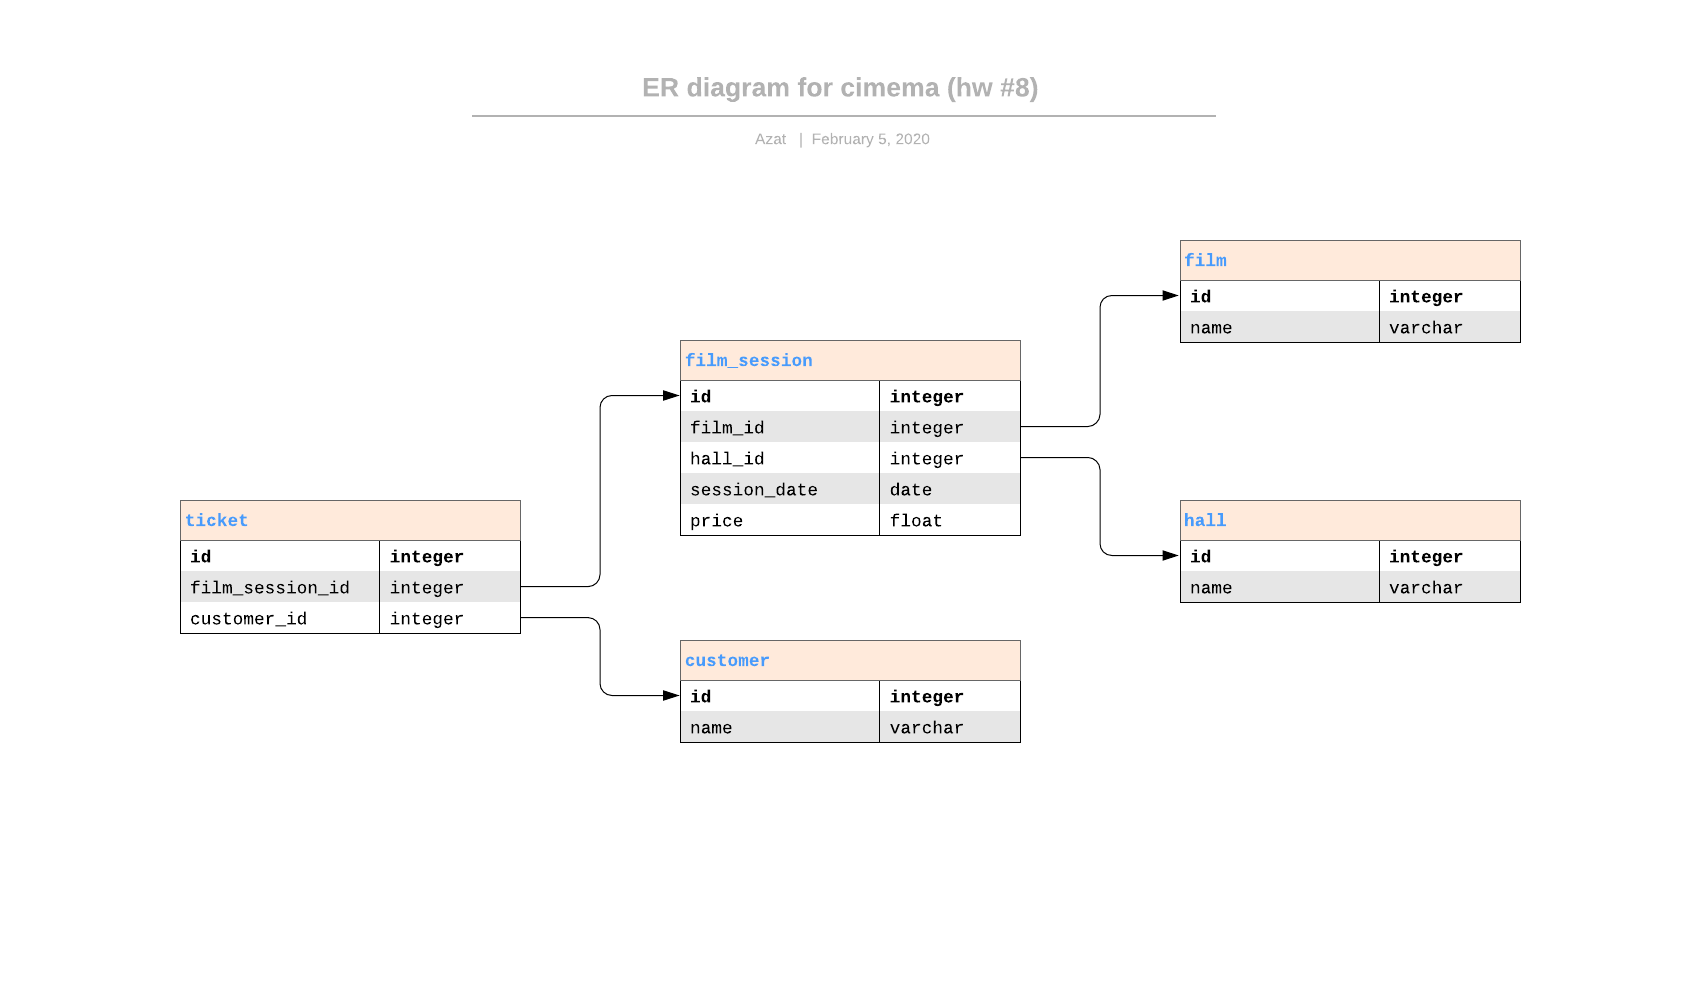 ER diagram for cimema (hw #8)
Azat | February 5, 2020
film
id integer
name varchar
film_session
id integer
film_id integer
hall_id integer
session_date date
price float
ticket
id integer
film_session_id integer
customer_id integer
hall
id integer
name varchar
customer
id integer
name varchar